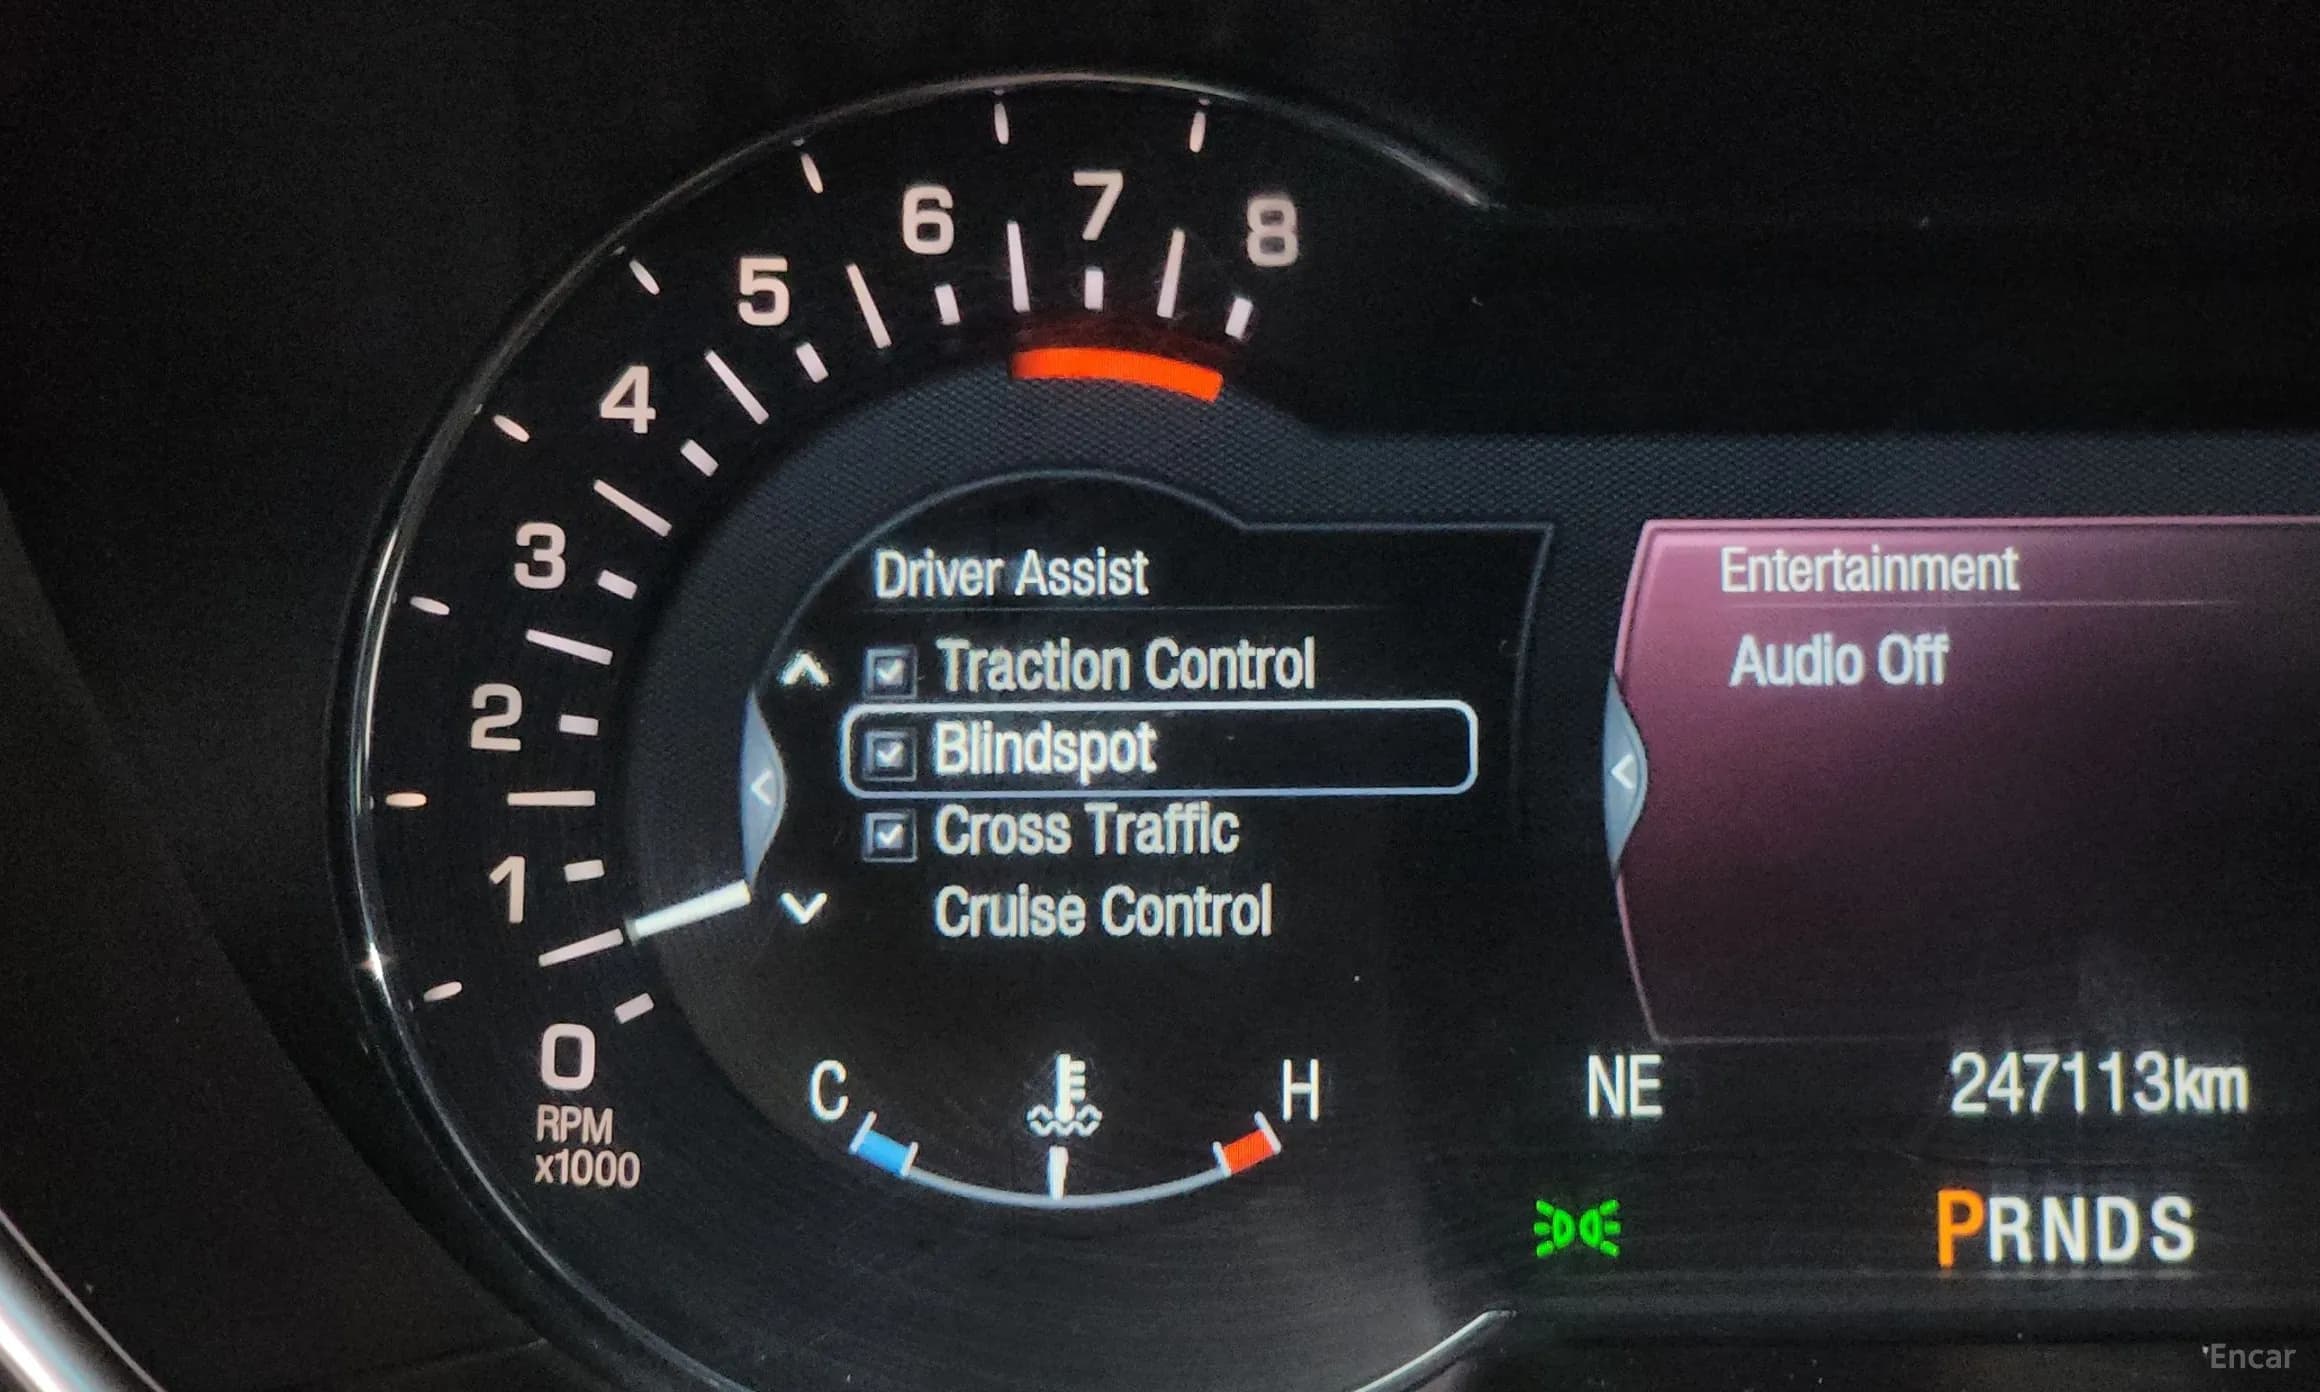 8
7
6
5
4
3
2
1
0
RPM
x1000
Driver Assist
Traction Control
Blindspot
Cross Traffic
Cruise Control
C
H
Entertainment
Audio Off
NE
247113km
PRNDS
Encar